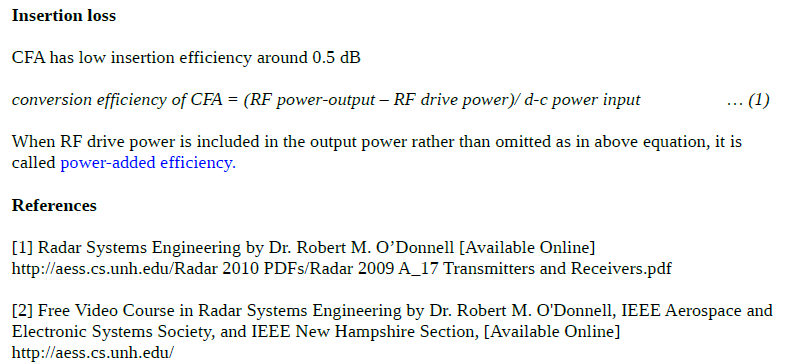 Insertion loss
CFA has low insertion efficiency around 0.5 dB
conversion efficiency of CFA = (RF power-output – RF drive power)/ d-c power input … (1)
When RF drive power is included in the output power rather than omitted as in above equation, it is
called power-added efficiency.
References
[1] Radar Systems Engineering by Dr. Robert M. O’Donnell [Available Online]
http://aess.cs.unh.edu/Radar 2010 PDFs/Radar 2009 A_17 Transmitters and Receivers.pdf
[2] Free Video Course in Radar Systems Engineering by Dr. Robert M. O'Donnell, IEEE Aerospace and
Electronic Systems Society, and IEEE New Hampshire Section, [Available Online]
http://aess.cs.unh.edu/